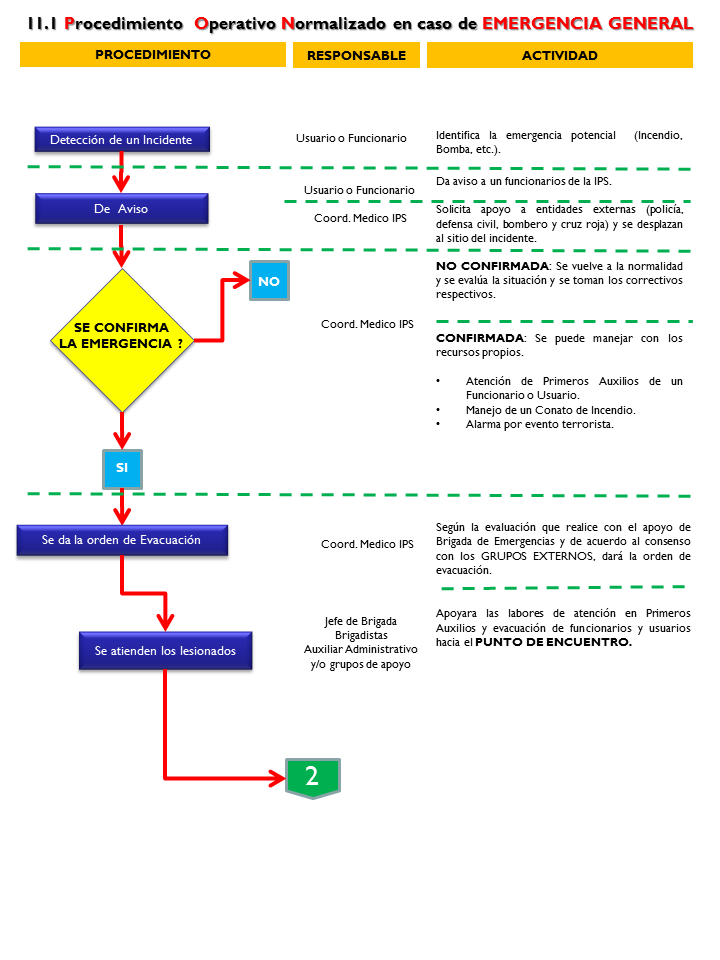 11.1 Procedimiento Operativo Normalizado en caso de EMERGENCIA GENERAL
PROCEDIMIENTO
RESPONSABLE
ACTIVIDAD
Detección de un Incidente
Usuario o Funcionario
Identifica la emergencia potencial (Incendio,
Bomba, etc.).
De Aviso
Usuario o Funcionario
Da aviso a un funcionarios de la IPS.
Coord. Medico IPS
Solicita apoyo a entidades externas (policía,
defensa civil, bombero y cruz roja) y se desplazan
al sitio del incidente.
SE CONFIRMA
LA EMERGENCIA ?
NO
Coord. Medico IPS
NO CONFIRMADA: Se vuelve a la normalidad
y se evalúa la situación y se toman los correctivos
respectivos.
CONFIRMADA: Se puede manejar con los
recursos propios.
• Atención de Primeros Auxilios de un
Funcionario o Usuario.
• Manejo de un Conato de Incendio.
• Alarma por evento terrorista.
SI
Se da la orden de Evacuación
Coord. Medico IPS
Según la evaluación que realice con el apoyo de
Brigada de Emergencias y de acuerdo al consenso
con los GRUPOS EXTERNOS, dará la orden de
evacuación.
Se atienden los lesionados
Jefe de Brigada
Brigadistas
Auxiliar Administrativo
y/o grupos de apoyo
Apoyara las labores de atención en Primeros
Auxilios y evacuación de funcionarios y usuarios
hacia el PUNTO DE ENCUENTRO.
2